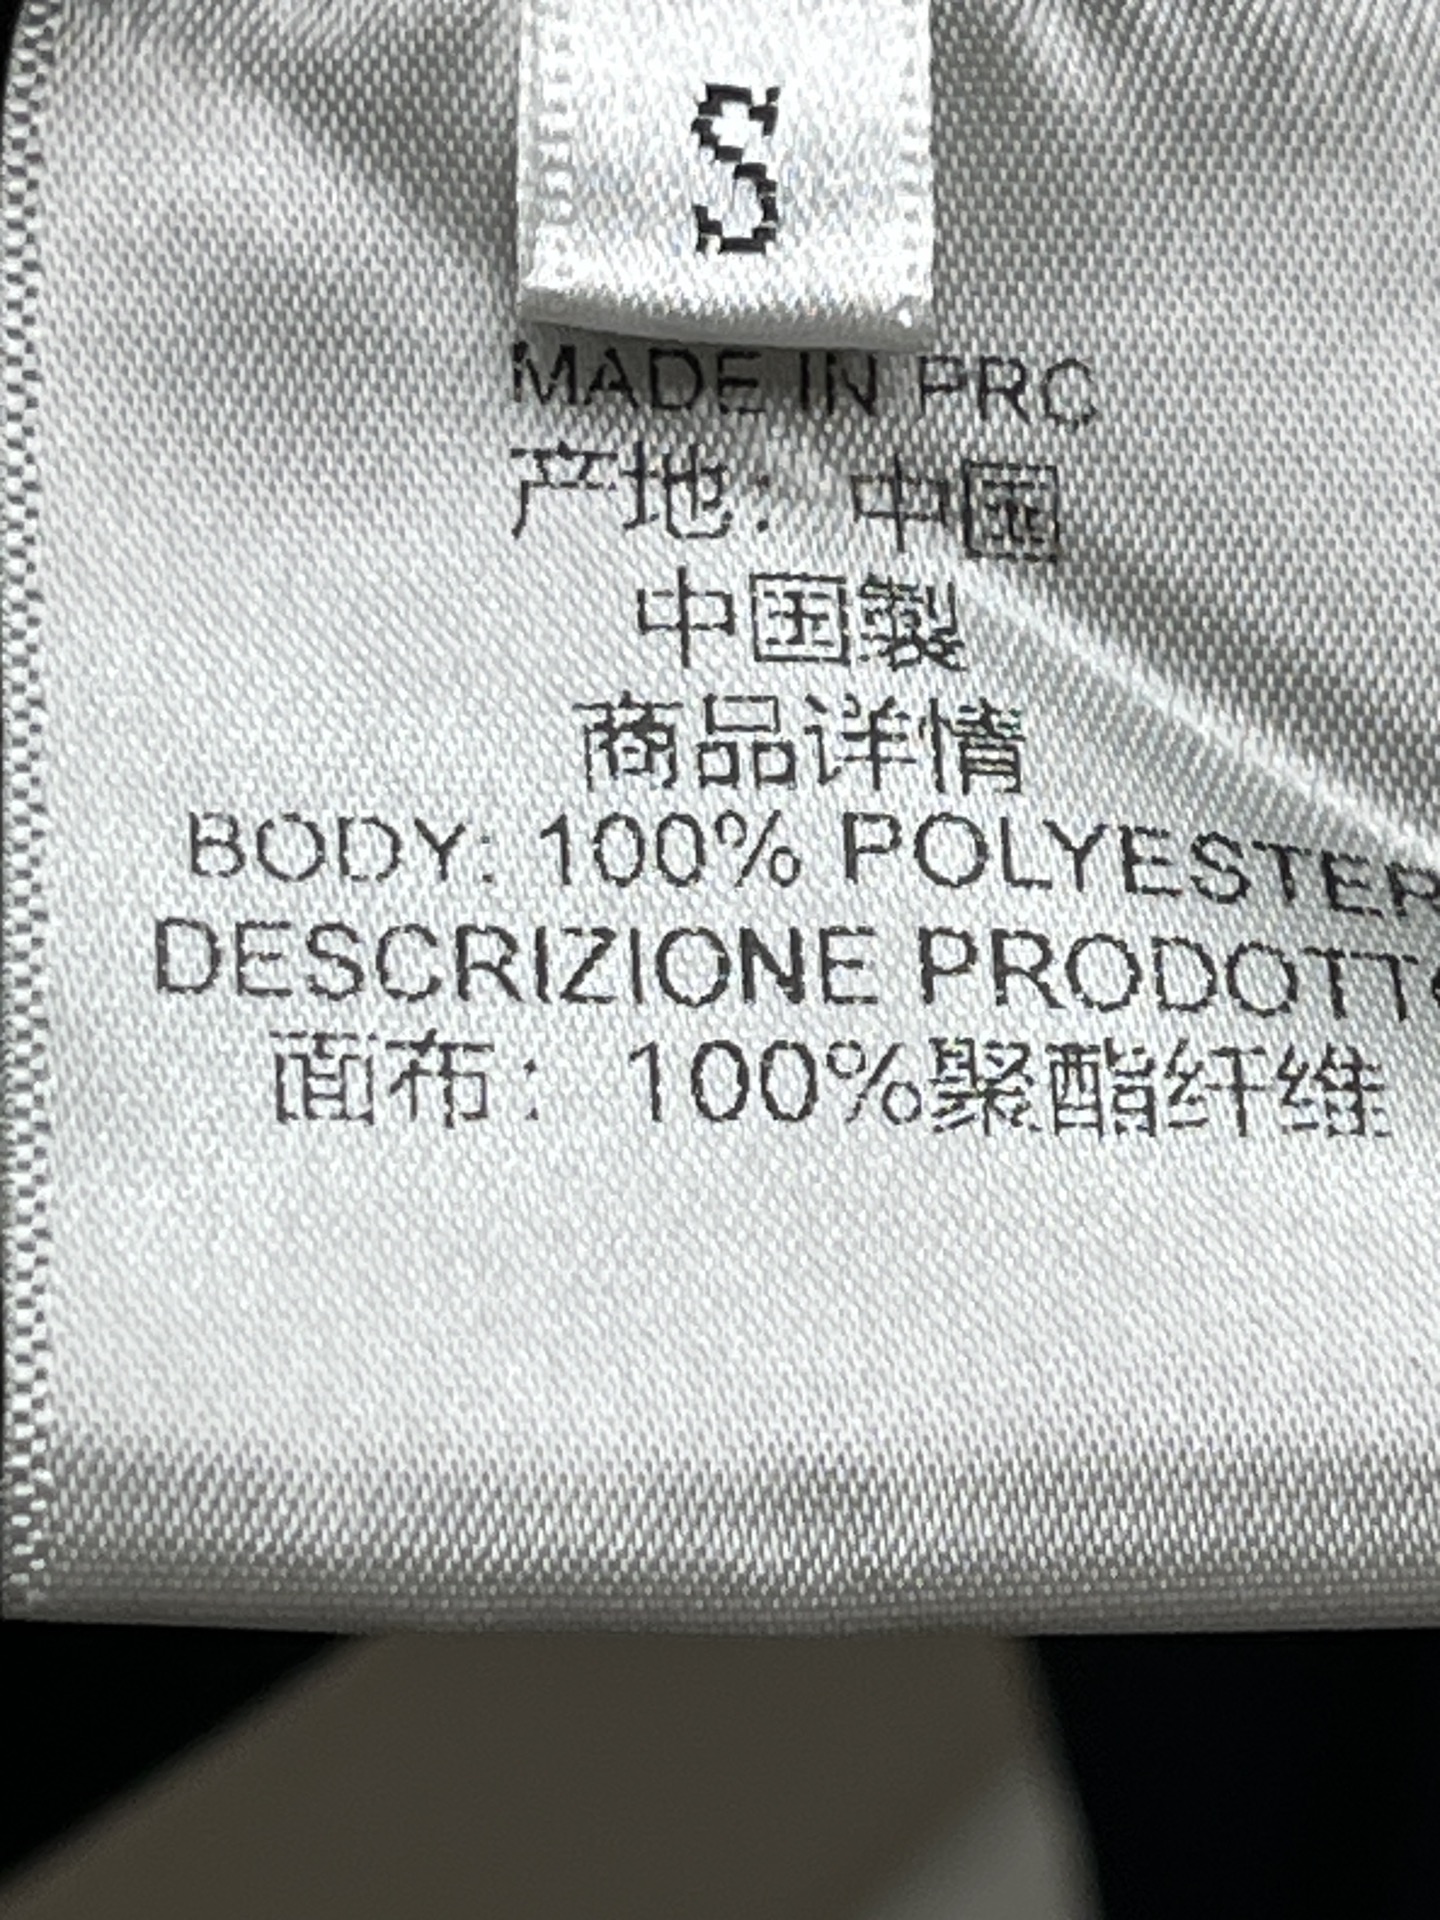 S
MADE IN PRC
产地：中国
中国製
商品详情
BODY: 100% POLYESTER
DESCRIZIONE PRODOTTO
面布：100%聚酯纤维